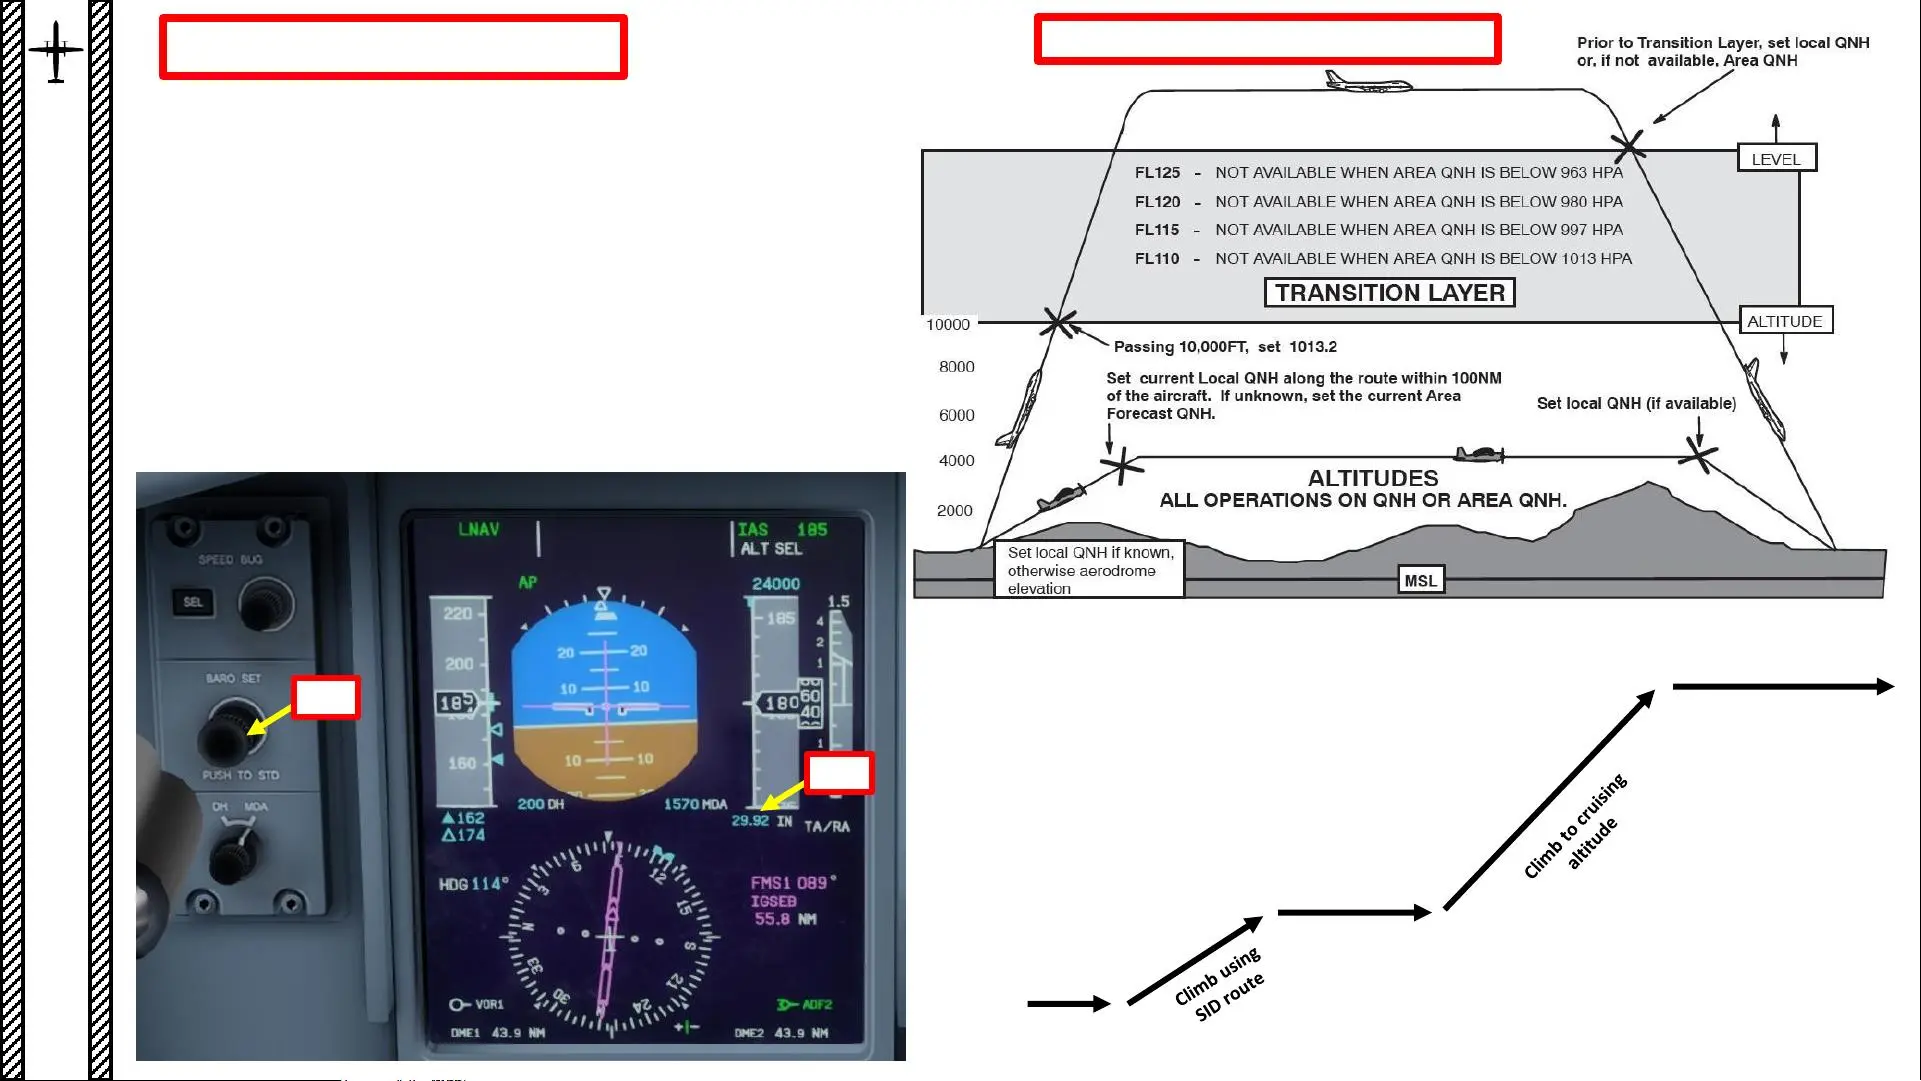 Prior to Transition Layer, set local QNH
or, if not available, Area QNH
LEVEL
FL125 - NOT AVAILABLE WHEN AREA QNH IS BELOW 963 HPA
FL120 - NOT AVAILABLE WHEN AREA QNH IS BELOW 980 HPA
FL115 - NOT AVAILABLE WHEN AREA QNH IS BELOW 997 HPA
FL110 - NOT AVAILABLE WHEN AREA QNH IS BELOW 1013 HPA
TRANSITION LAYER
10000
ALTITUDE
Passing 10,000FT, set 1013.2
8000
Set current Local QNH along the route within 100NM
of the aircraft. If unknown, set the current Area
Forecast QNH.
Set local QNH (if available)
6000
4000
ALTITUDES
ALL OPERATIONS ON QNH OR AREA QNH.
2000
Set local QNH if known,
otherwise aerodrome
elevation
MSL
LNAV
IAS 185
ALT SEL
SPEED BUG
SEL
AP
24000
220
200
185
160
20 20
10 10
10 10
185
180
60
40
1.5
4
2
1
1
BARO SET
PUSH TO STD
DH MDA
200 DH
1570 MDA
162
174
29.92 IN
TA/RA
HDG 114°
FMS1 089°
IGSEB
55.8 NM
3
6
12
15
S
21
24
30
33
N
VOR1
ADF2
DME1 43.9 NM
DME2 43.9 NM
Climb using
SID route
Climb to cruising
altitude